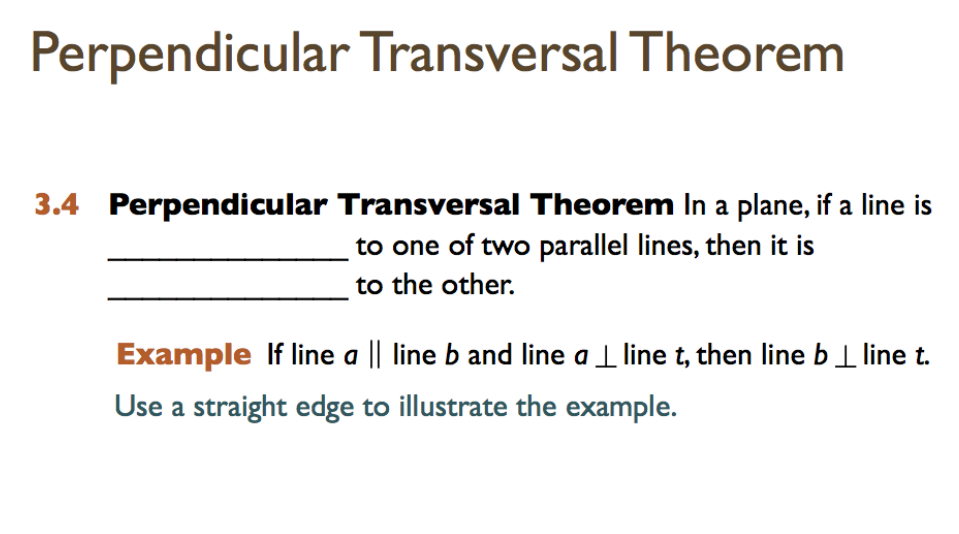 Perpendicular Transversal Theorem
3.4 Perpendicular Transversal Theorem In a plane, if a line is
______________ to one of two parallel lines, then it is
______________ to the other.
Example If line a || line b and line a ⊥ line t, then line b ⊥ line t.
Use a straight edge to illustrate the example.